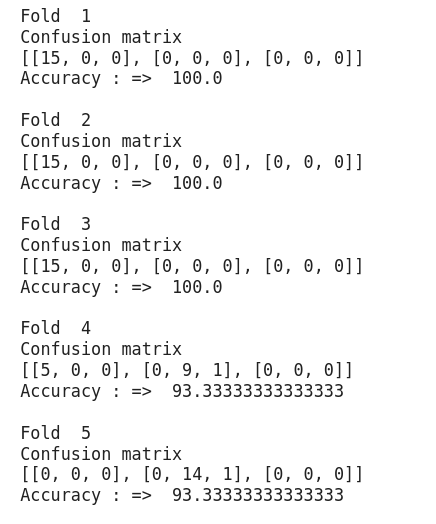 Fold  1
Confusion matrix
[[15, 0, 0], [0, 0, 0], [0, 0, 0]]
Accuracy : =>  100.0
Fold  2
Confusion matrix
[[15, 0, 0], [0, 0, 0], [0, 0, 0]]
Accuracy : =>  100.0
Fold  3
Confusion matrix
[[15, 0, 0], [0, 0, 0], [0, 0, 0]]
Accuracy : =>  100.0
Fold  4
Confusion matrix
[[5, 0, 0], [0, 9, 1], [0, 0, 0]]
Accuracy : =>  93.33333333333333
Fold  5
Confusion matrix
[[0, 0, 0], [0, 14, 1], [0, 0, 0]]
Accuracy : =>  93.33333333333333